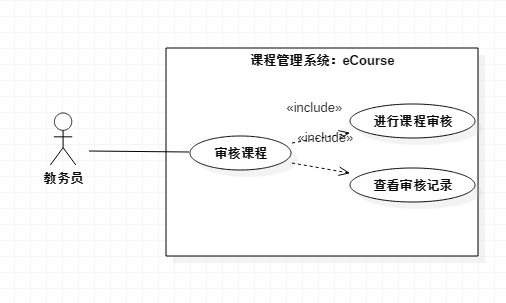 课程管理系统：eCourse
«include»
进行课程审核
«include»
审核课程
教务员
查看审核记录